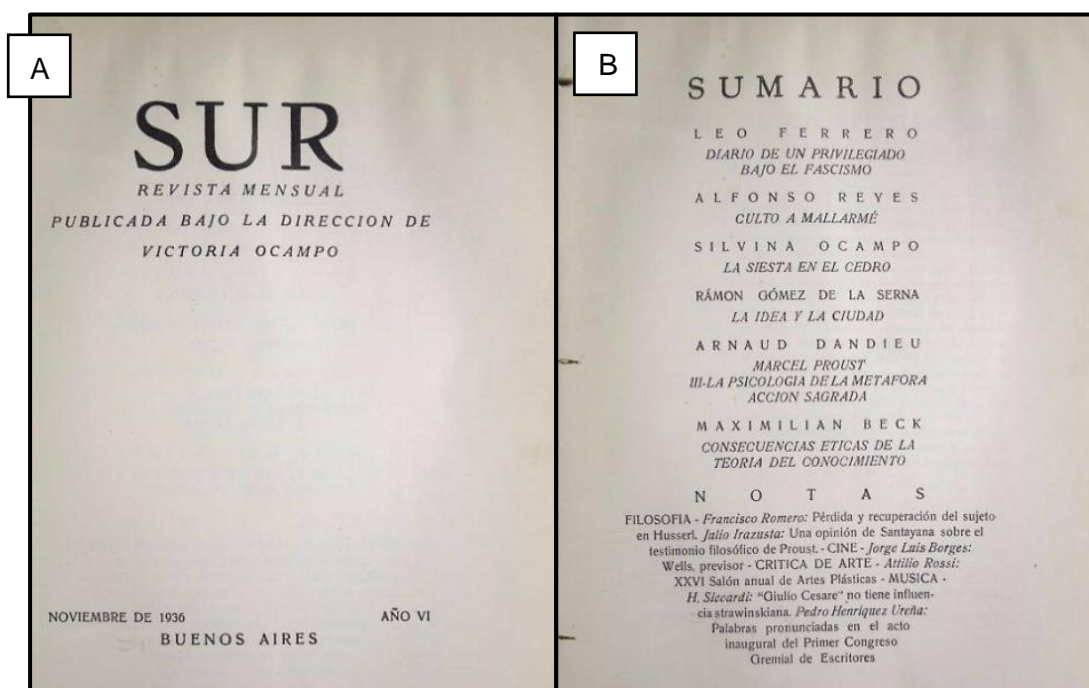 A
SUR
REVISTA MENSUAL
PUBLICADA BAJO LA DIRECCION DE
VICTORIA OCAMPO
NOVIEMBRE DE 1936 AÑO VI
BUENOS AIRES
B
SUMARIO
LEO FERRERO
DIARIO DE UN PRIVILEGIADO
BAJO EL FASCISMO
ALFONSO REYES
CULTO A MALLARMÉ
SILVINA OCAMPO
LA SIESTA EN EL CEDRO
RÁMON GÓMEZ DE LA SERNA
LA IDEA Y LA CIUDAD
ARNAUD DANDIEU
MARCEL PROUST
III-LA PSICOLOGIA DE LA METAFORA
ACCION SAGRADA
MAXIMILIAN BECK
CONSECUENCIAS ETICAS DE LA
TEORIA DEL CONOCIMIENTO
NOTAS
FILOSOFIA - Francisco Romero: Pérdida y recuperación del sujeto
en Husserl. Julio Irazusta: Una opinión de Santayana sobre el
testimonio filosófico de Proust. - CINE - Jorge Luis Borges:
Wells, previsor - CRITICA DE ARTE - Attilio Rossi:
XXVI Salón anual de Artes Plásticas - MUSICA -
H. Siccardi: "Giulio Cesare" no tiene influen-
cia strawinskiana. Pedro Henriquez Ureña:
Palabras pronunciadas en el acto
inaugural del Primer Congreso
Gremial de Escritores